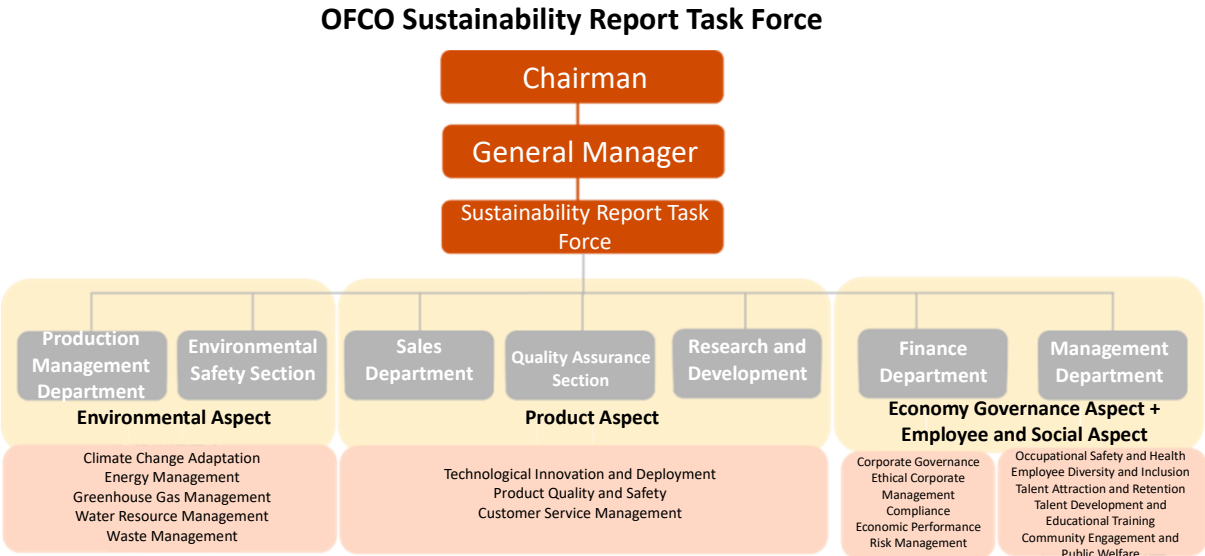 OFCO Sustainability Report Task Force
Chairman
General Manager
Sustainability Report Task
Force
Production
Management
Department
Environmental
Safety Section
Sales
Department
Quality Assurance
Section
Research and
Development
Finance
Department
Management
Department
Environmental Aspect
Product Aspect
Economy Governance Aspect +
Employee and Social Aspect
Climate Change Adaptation
Energy Management
Greenhouse Gas Management
Water Resource Management
Waste Management
Technological Innovation and Deployment
Product Quality and Safety
Customer Service Management
Corporate Governance
Ethical Corporate
Management
Compliance
Economic Performance
Risk Management
Occupational Safety and Health
Employee Diversity and Inclusion
Talent Attraction and Retention
Talent Development and
Educational Training
Community Engagement and
Public Welfare